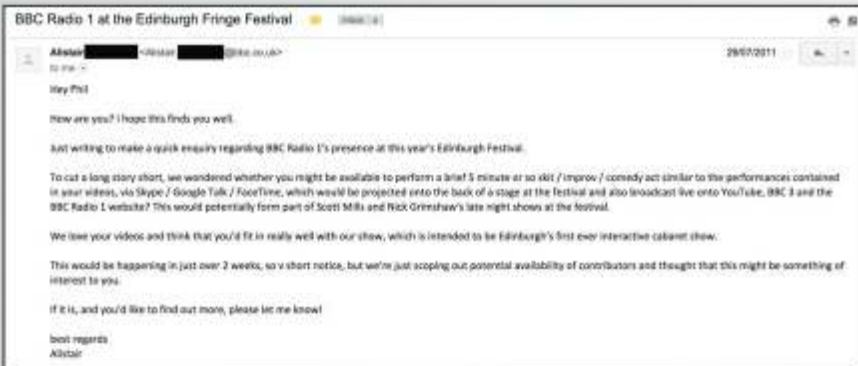 BBC Radio 1 at the Edinburgh Fringe Festival
Alistair
29/07/2011
to me
Hey Phil
How are you? I hope this finds you well.
Just writing to make a quick enquiry regarding BBC Radio 1's presence at this year's Edinburgh Festival.
To cut a long story short, we wondered whether you might be available to perform a brief 5 minute or so skit / improv / comedy act similar to the performances contained
in your videos, via Skype / Google Talk / FaceTime, which would be projected onto the back of a stage at the festival and also broadcast live onto YouTube, BBC 3 and the
BBC Radio 1 website? This would potentially form part of Scott Mills and Nick Grimshaw's late night shows at the festival.
We love your videos and think that you'd fit in really well with our show, which is intended to be Edinburgh's first ever interactive cabaret show.
This would be happening in just over 2 weeks, so v short notice, but we're just scoping out potential availability of contributors and thought that this might be something of
interest to you.
If it is, and you'd like to find out more, please let me know!
best regards
Alistair